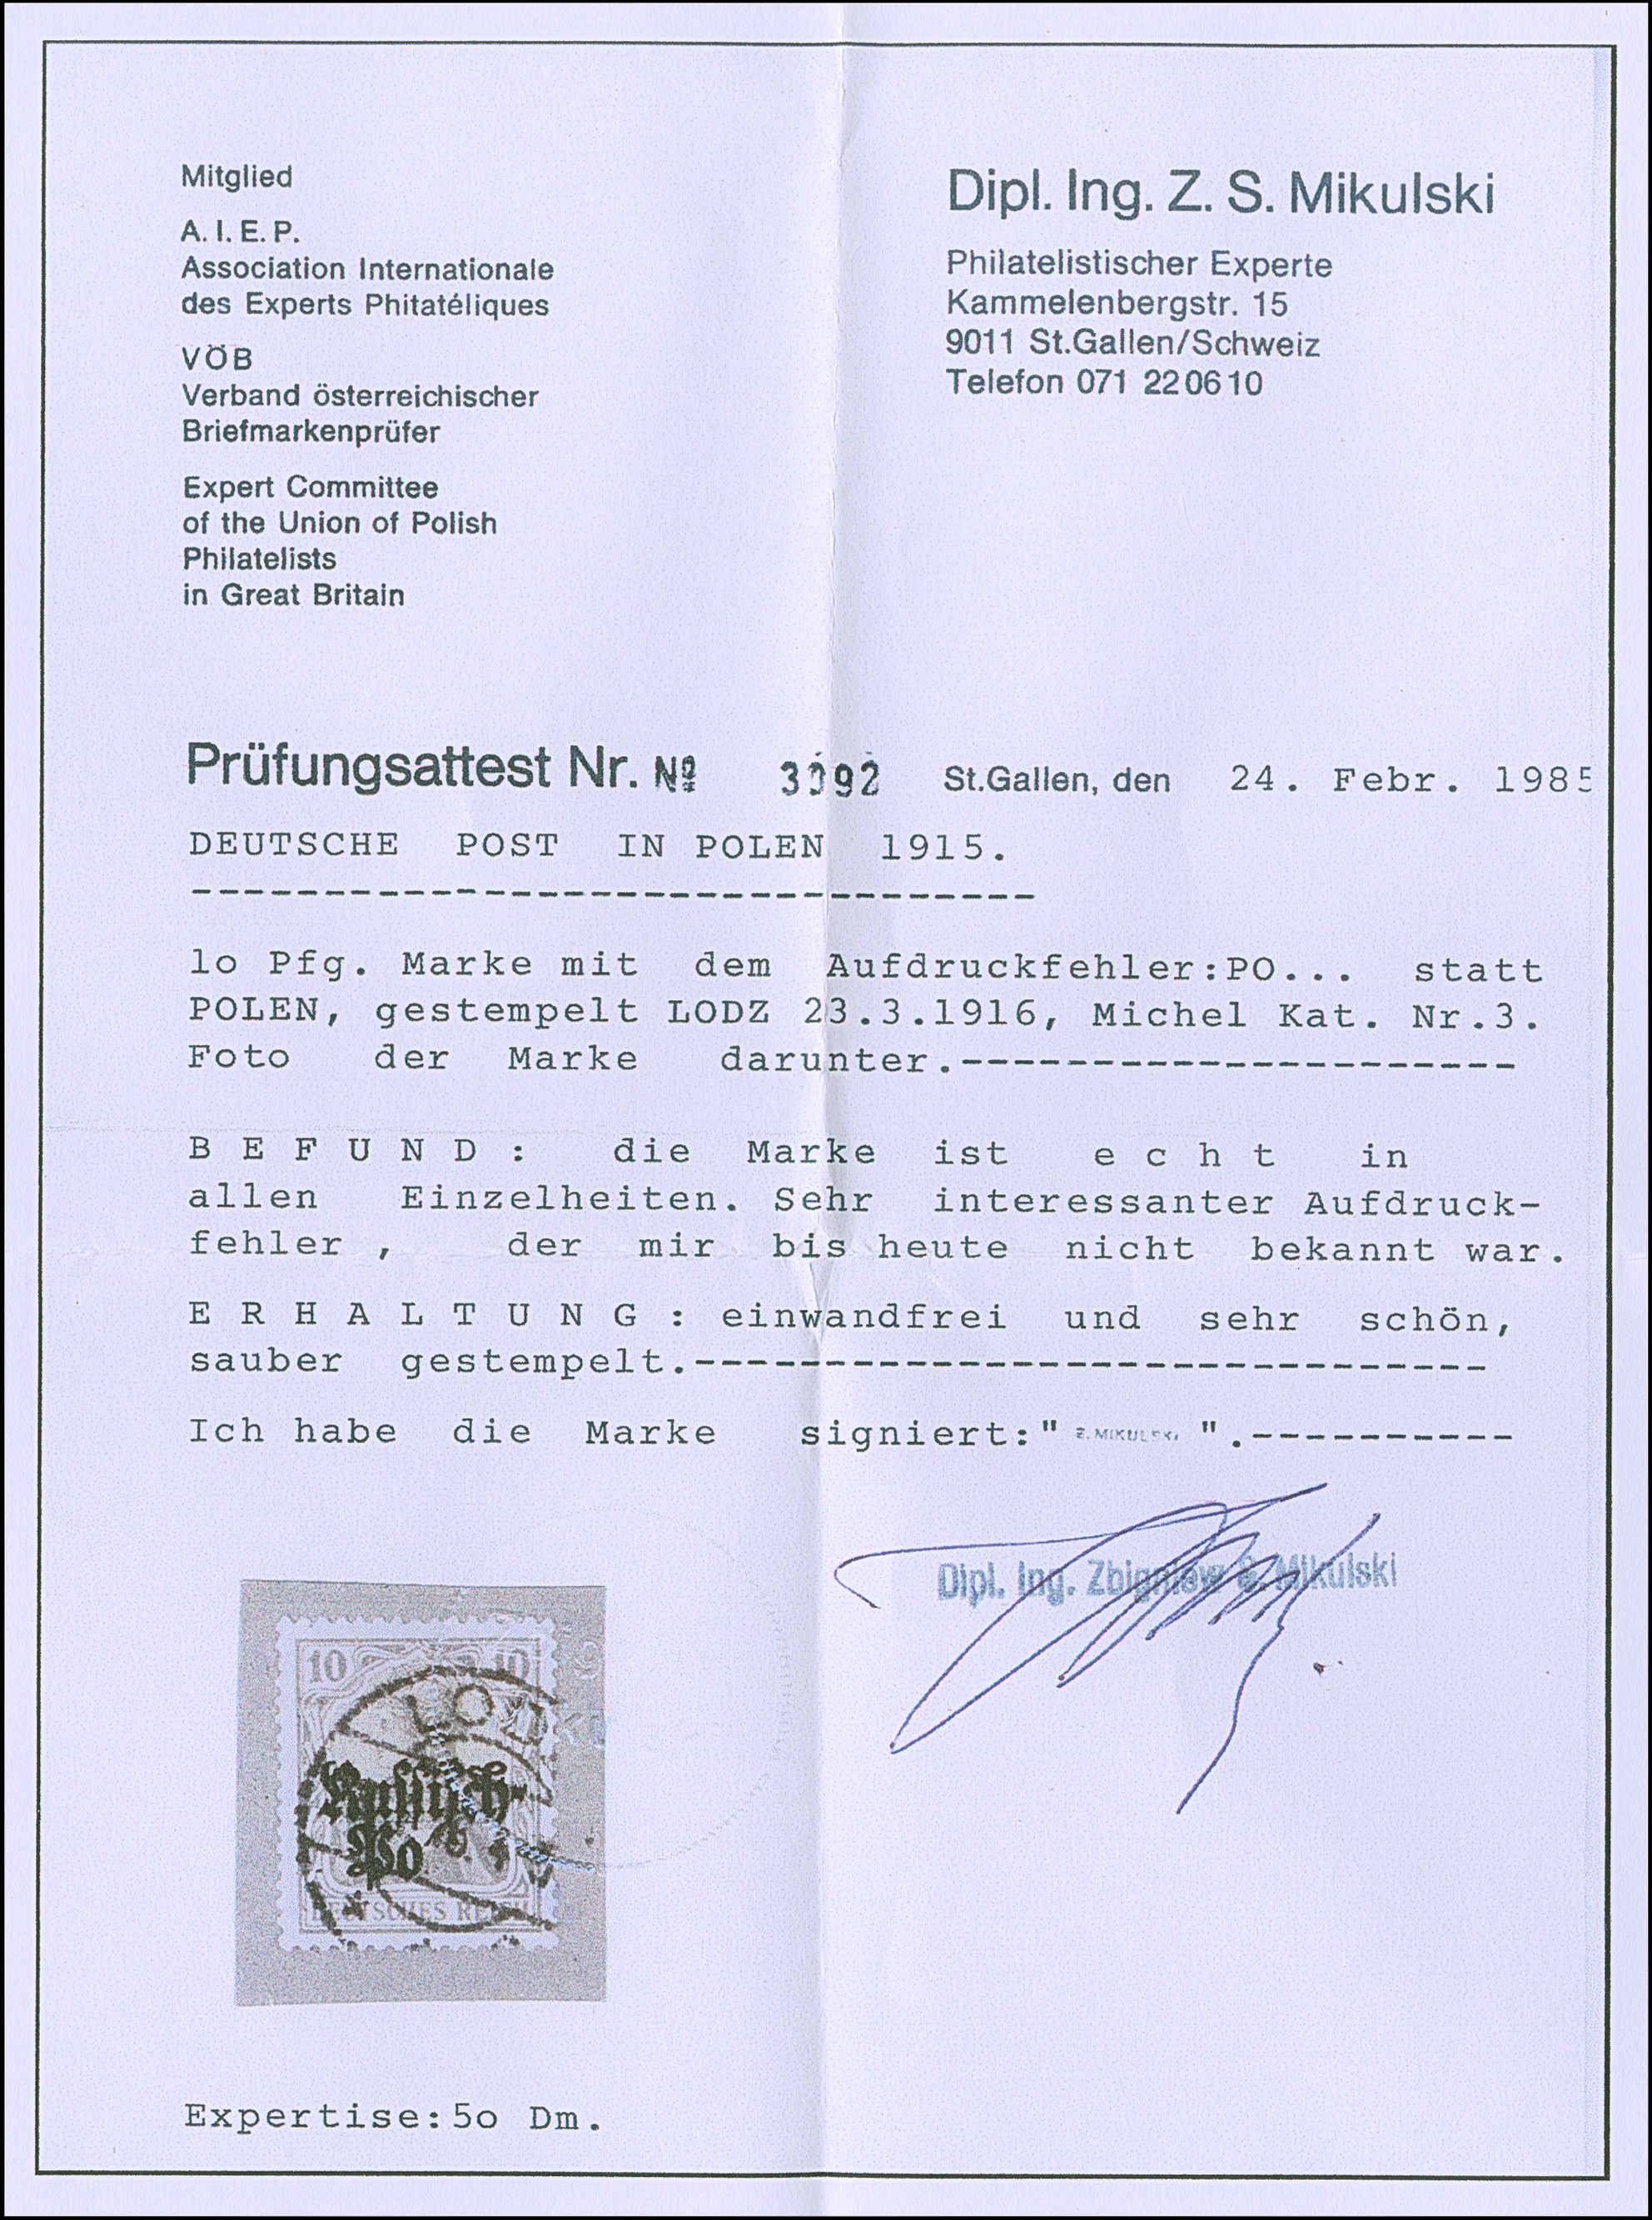 Mitglied
A. I. E. P.
Association Internationale
des Experts Phitatéliques
VÖB
Verband österreichischer
Briefmarkenprüfer
Expert Committee
of the Union of Polish
Philatelists
in Great Britain
Dipl. Ing. Z. S. Mikulski
Philatelistischer Experte
Kammelenbergstr. 15
9011 St.Gallen/Schweiz
Telefon 071 220610
Prüfungsattest Nr. Nº 3092 St.Gallen, den 24. Febr. 1985
DEUTSCHE POST IN POLEN 1915.
--------------------------------
lo Pfg. Marke mit dem Aufdruckfehler:PO... statt
POLEN, gestempelt LODZ 23.3.1916, Michel Kat. Nr.3.
Foto der Marke darunter.---------------------
B E F U N D : die Marke ist e c h t in
allen Einzelheiten. Sehr interessanter Aufdruck-
fehler , der mir bis heute nicht bekannt war.
E R H A L T U N G : einwandfrei und sehr schön,
sauber gestempelt.------------------------------
Ich habe die Marke signiert:" Z. MIKULSKI ".----------
Dipl. Ing. Zbigniew S. Mikulski
10 10
Russisch-
Po
DEUTSCHES REICH
Expertise:5o Dm.